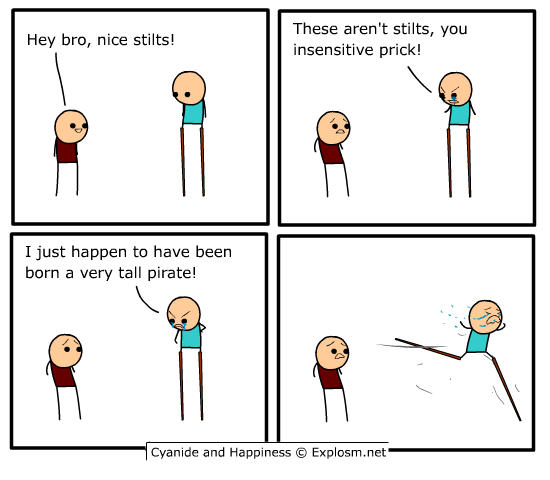 Hey bro, nice stilts!
These aren't stilts, you
insensitive prick!
I just happen to have been
born a very tall pirate!
Cyanide and Happiness © Explosm.net